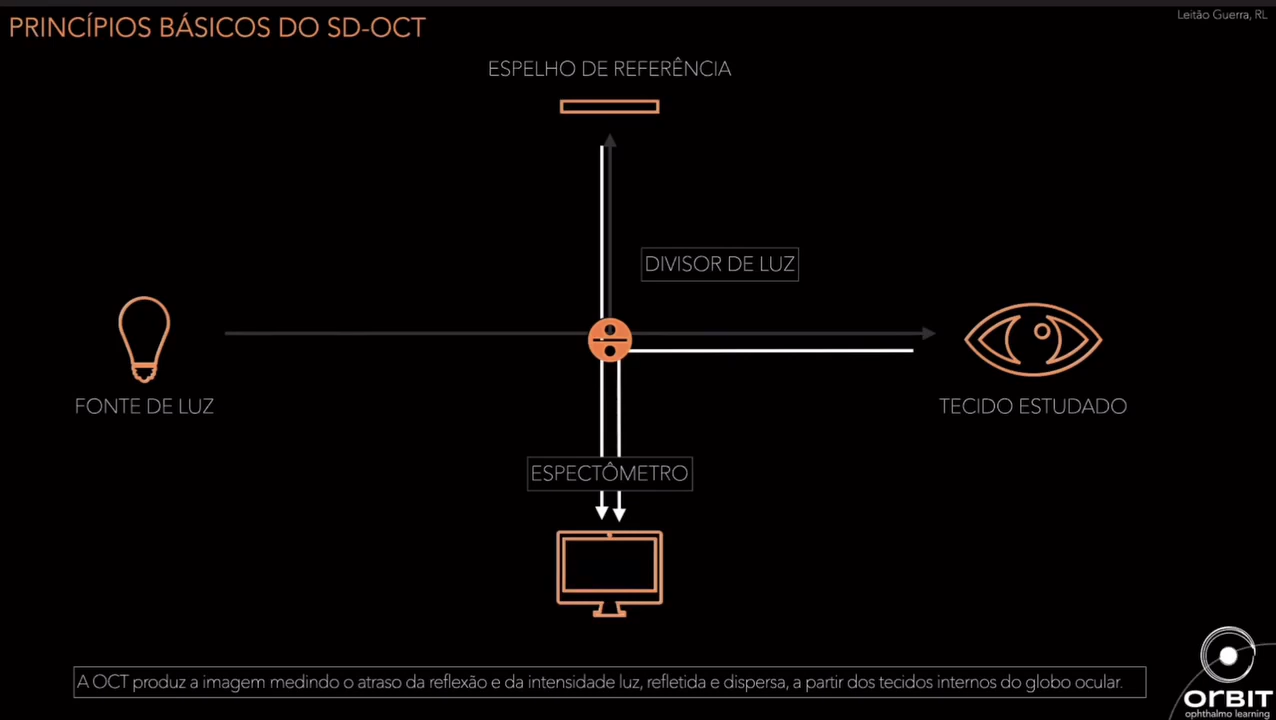 PRINCÍPIOS BÁSICOS DO SD-OCT
Leitão Guerra, RL
ESPELHO DE REFERÊNCIA
DIVISOR DE LUZ
FONTE DE LUZ
TECIDO ESTUDADO
ESPECTÔMETRO
A OCT produz a imagem medindo o atraso da reflexão e da intensidade luz, refletida e dispersa, a partir dos tecidos internos do globo ocular.
ORBIT
ophthalmo learning